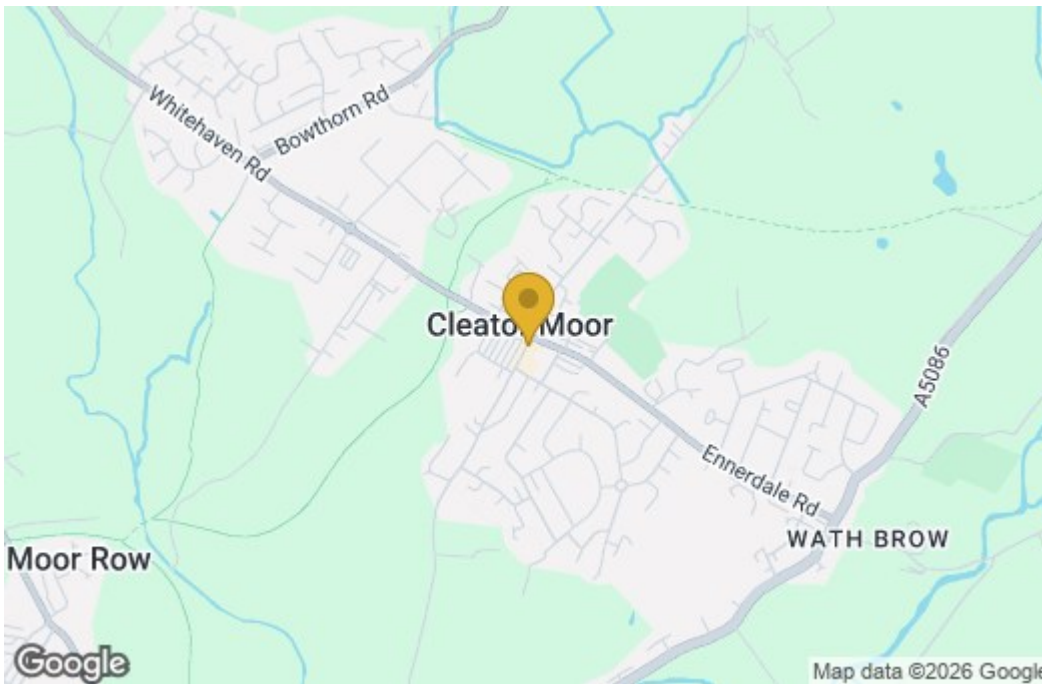 Whitehaven Rd
Bowthorn Rd
Cleator Moor
A5086
Ennerdale Rd
WATH BROW
Moor Row
Google
Map data ©2026 Google